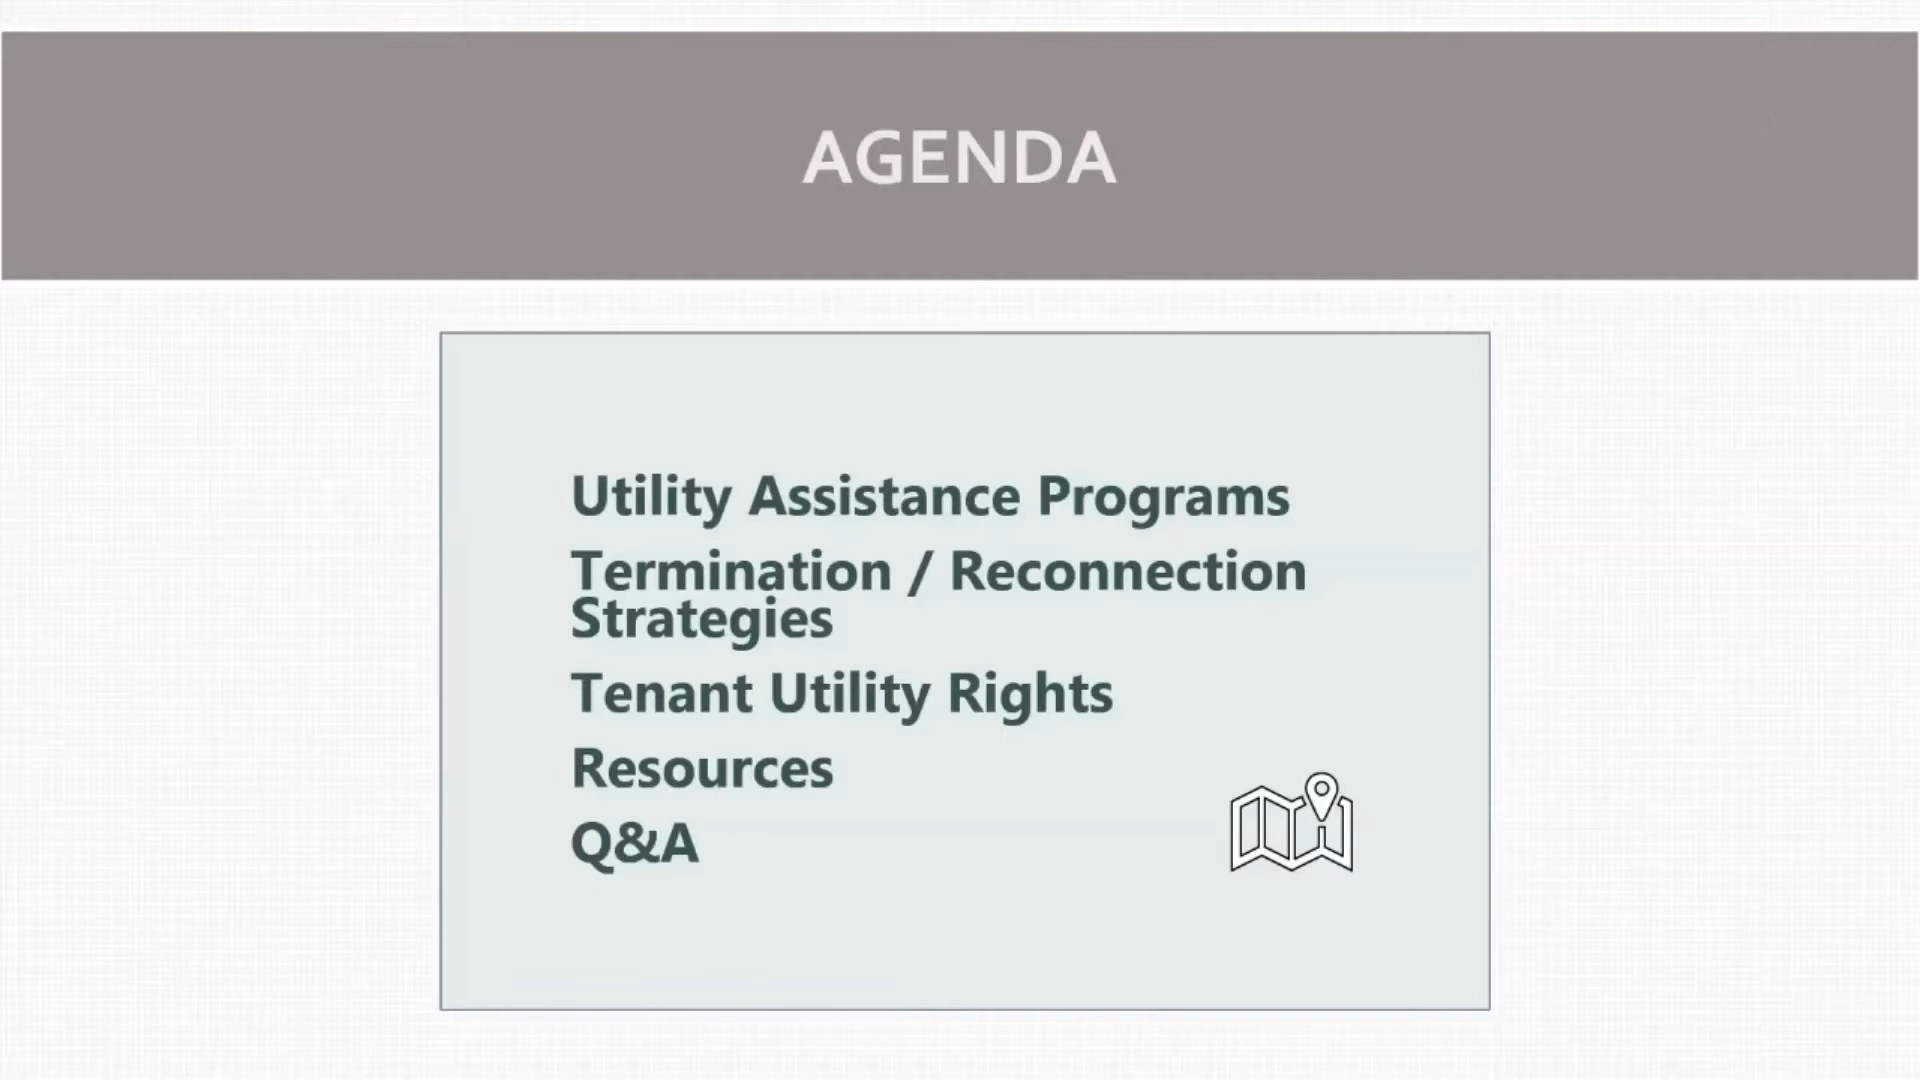 AGENDA
Utility Assistance Programs
Termination / Reconnection
Strategies
Tenant Utility Rights
Resources
Q&A